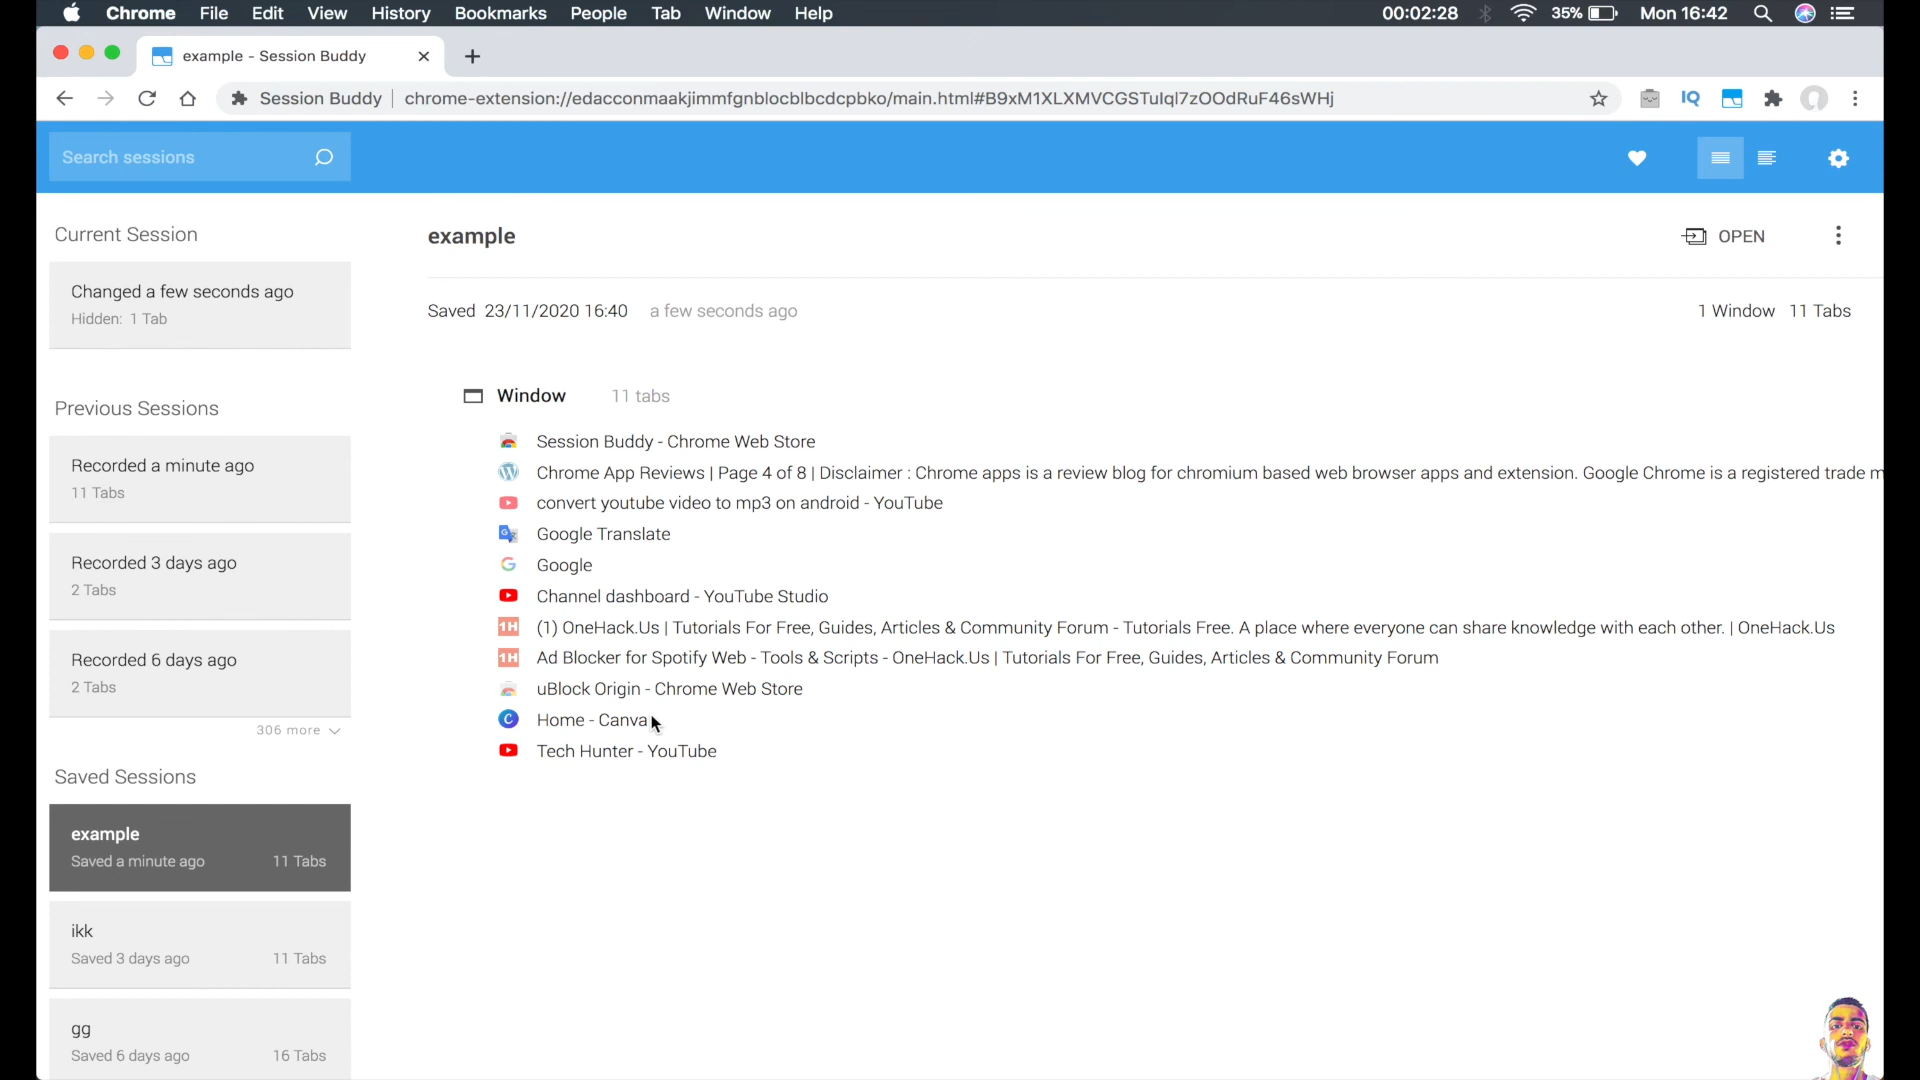 Chrome File Edit View History Bookmarks People Tab Window Help 00:02:28 35% Mon 16:42
example - Session Buddy
Session Buddy chrome-extension://edacconmaakjimmfgnblocblbcdcpbko/main.html#B9xM1XLXMVCGSTuIql7zOOdRuF46sWHj IQ
Search sessions
Current Session
Changed a few seconds ago
Hidden: 1 Tab
Previous Sessions
Recorded a minute ago
11 Tabs
Recorded 3 days ago
2 Tabs
Recorded 6 days ago
2 Tabs
306 more
Saved Sessions
example
Saved a minute ago 11 Tabs
ikk
Saved 3 days ago 11 Tabs
gg
Saved 6 days ago 16 Tabs
example
OPEN
Saved 23/11/2020 16:40 a few seconds ago 1 Window 11 Tabs
Window 11 tabs
Session Buddy - Chrome Web Store
Chrome App Reviews | Page 4 of 8 | Disclaimer : Chrome apps is a review blog for chromium based web browser apps and extension. Google Chrome is a registered trade m
convert youtube video to mp3 on android - YouTube
Google Translate
Google
Channel dashboard - YouTube Studio
1H (1) OneHack.Us | Tutorials For Free, Guides, Articles & Community Forum - Tutorials Free. A place where everyone can share knowledge with each other. | OneHack.Us
1H Ad Blocker for Spotify Web - Tools & Scripts - OneHack.Us | Tutorials For Free, Guides, Articles & Community Forum
uBlock Origin - Chrome Web Store
Home - Canva
Tech Hunter - YouTube